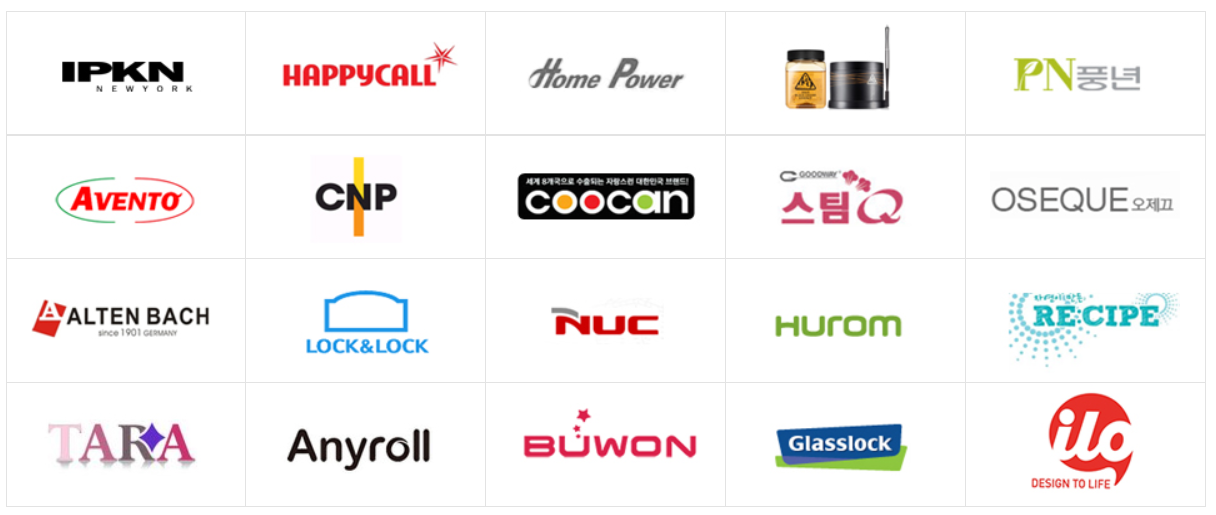 IPKN
NEWYORK
HAPPYCALL
Home Power
PN풍년
AVENTO
CNP
세계 8개국으로 수출되는 자랑스런 대한민국 브랜드!
coocan
GOODWAY
스팀Q
OSEQUE 오제끄
ALTEN BACH
since 1901 GERMANY
LOCK&LOCK
NUC
HUROM
RE:CIPE
TARA
Anyroll
BUWON
Glasslock
ilo
DESIGN TO LIFE